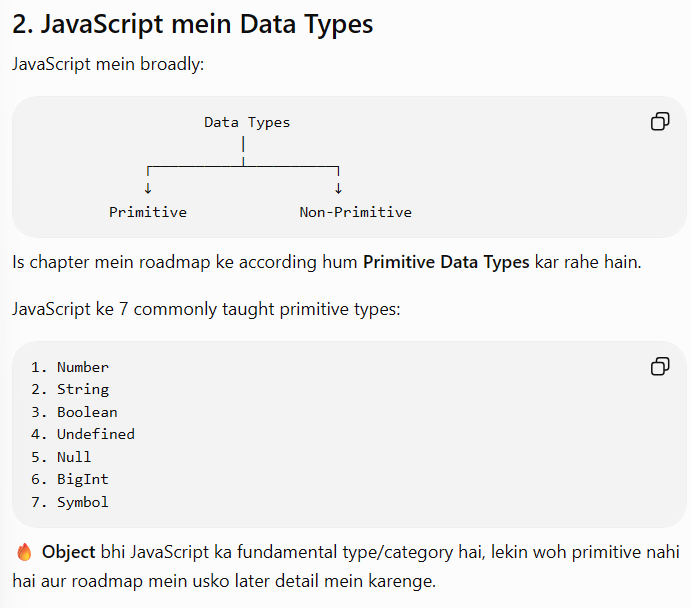 2. JavaScript mein Data Types
JavaScript mein broadly:
Data Types
Primitive Non-Primitive
Is chapter mein roadmap ke according hum Primitive Data Types kar rahe hain.
JavaScript ke 7 commonly taught primitive types:
1. Number
2. String
3. Boolean
4. Undefined
5. Null
6. BigInt
7. Symbol
🔥 Object bhi JavaScript ka fundamental type/category hai, lekin woh primitive nahi
hai aur roadmap mein usko later detail mein karenge.